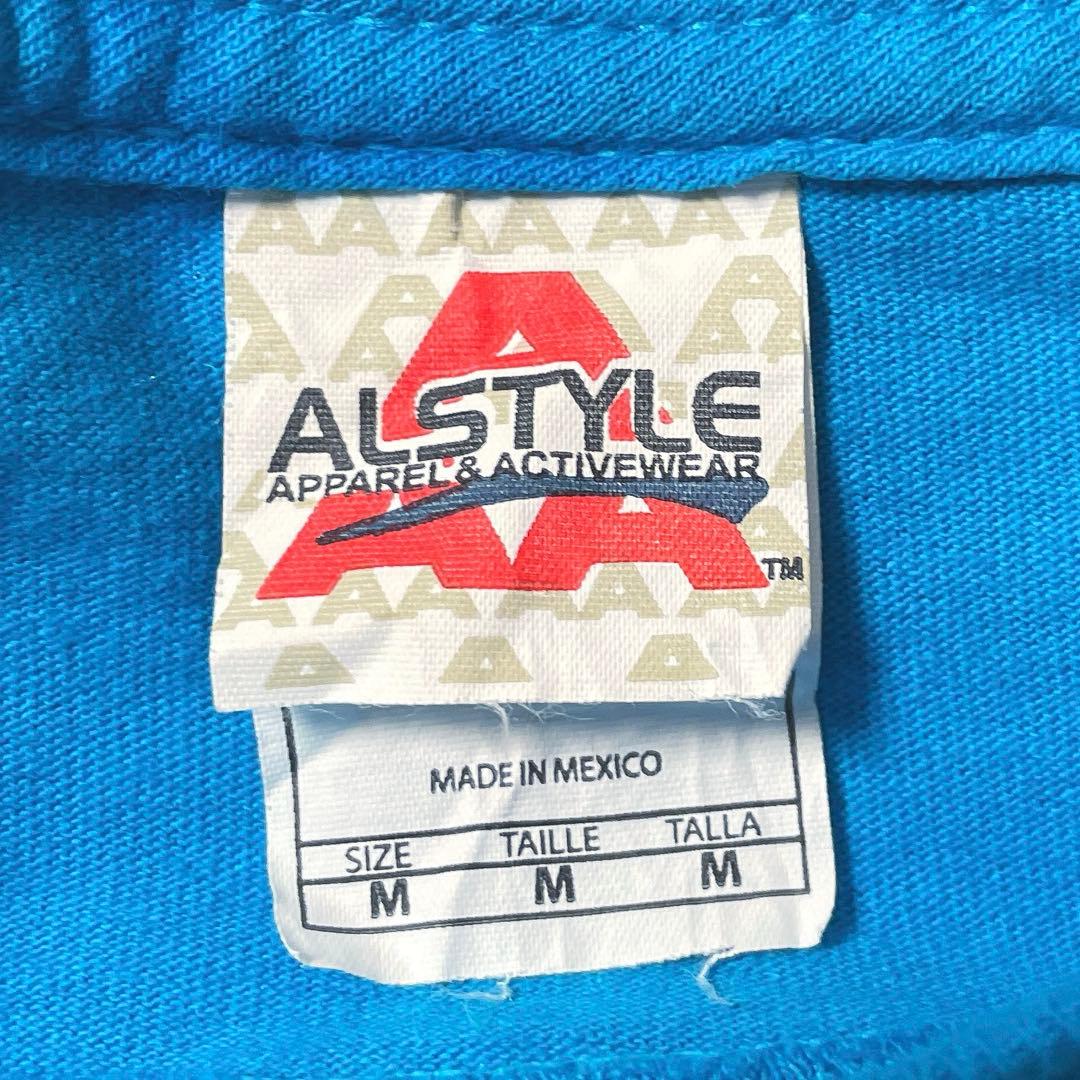 ALSTYLE
APPAREL & ACTIVEWEAR
TM
MADE IN MEXICO
SIZE TAILLE TALLA
M M M